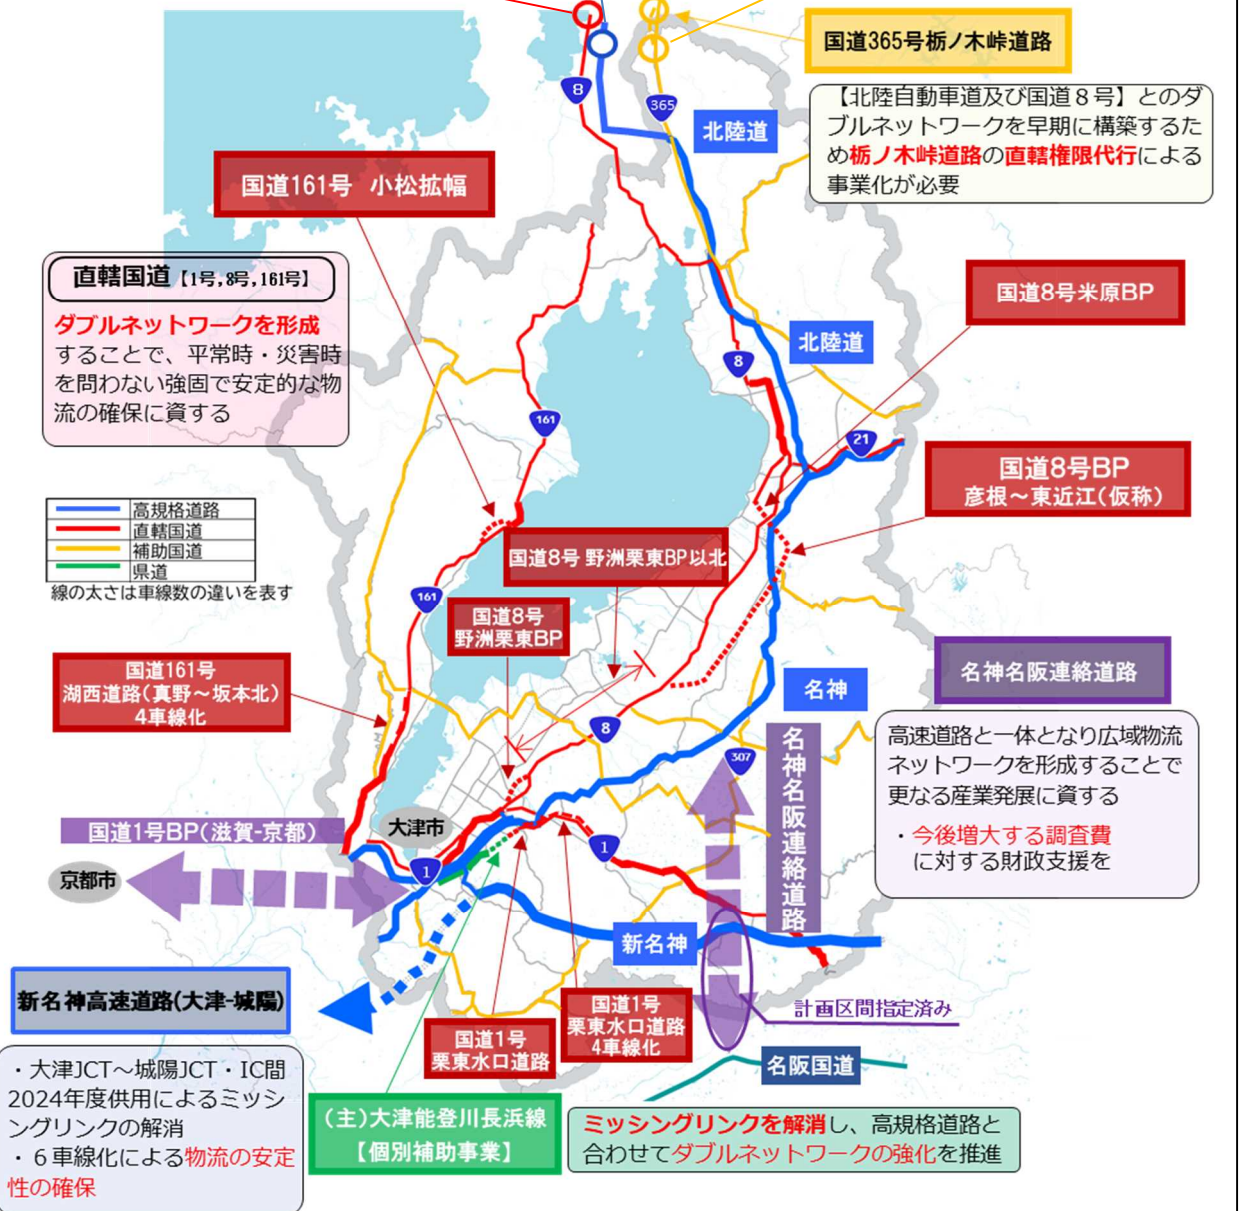 国道365号栃ノ木峠道路
【北陸自動車道及び国道８号】とのダ
ブルネットワークを早期に構築するた
め栃ノ木峠道路の直轄権限代行による
事業化が必要
8
365
北陸道
国道161号 小松拡幅
直轄国道【1号,8号,161号】
ダブルネットワークを形成
することで、平常時・災害時
を問わない強固で安定的な物
流の確保に資する
国道8号米原BP
北陸道
8
161
21
国道8号BP
彦根～東近江(仮称)
高規格道路
直轄国道
補助国道
県道
線の太さは車線数の違いを表す
国道8号 野洲栗東BP以北
161
国道8号
野洲栗東BP
国道161号
湖西道路(真野～坂本北)
4車線化
名神名阪連絡道路
名神
高速道路と一体となり広域物流
ネットワークを形成することで
更なる産業発展に資する
・今後増大する調査費
に対する財政支援を
8
307
名神名阪連絡道路
国道1号BP(滋賀-京都)
大津市
京都市
1
1
新名神
新名神高速道路(大津-城陽)
・大津JCT～城陽JCT・IC間
2024年度供用によるミッシ
ングリンクの解消
・６車線化による物流の安定
性の確保
国道1号
栗東水口道路
国道1号
栗東水口道路
4車線化
計画区間指定済み
名阪国道
(主)大津能登川長浜線
【個別補助事業】
ミッシングリンクを解消し、高規格道路と
合わせてダブルネットワークの強化を推進